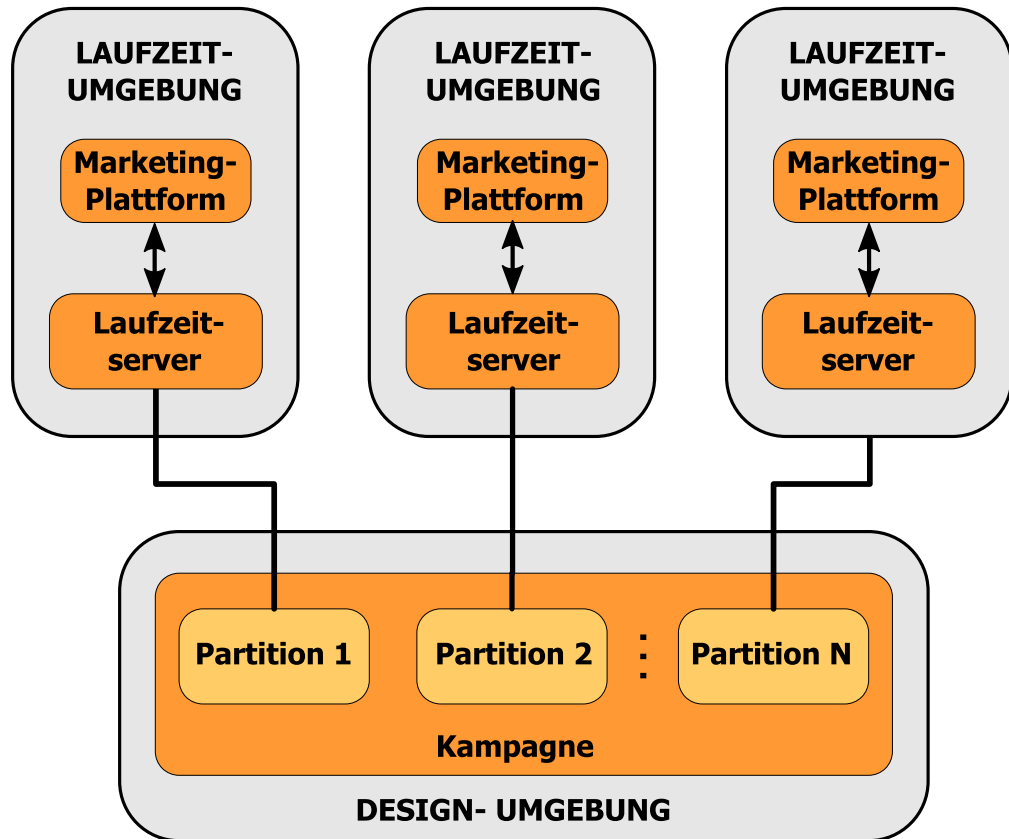 LAUFZEIT-
UMGEBUNG
Marketing-
Plattform
Laufzeit-
server
LAUFZEIT-
UMGEBUNG
Marketing-
Plattform
Laufzeit-
server
LAUFZEIT-
UMGEBUNG
Marketing-
Plattform
Laufzeit-
server
Partition 1
Partition 2
⋮
Partition N
Kampagne
DESIGN- UMGEBUNG